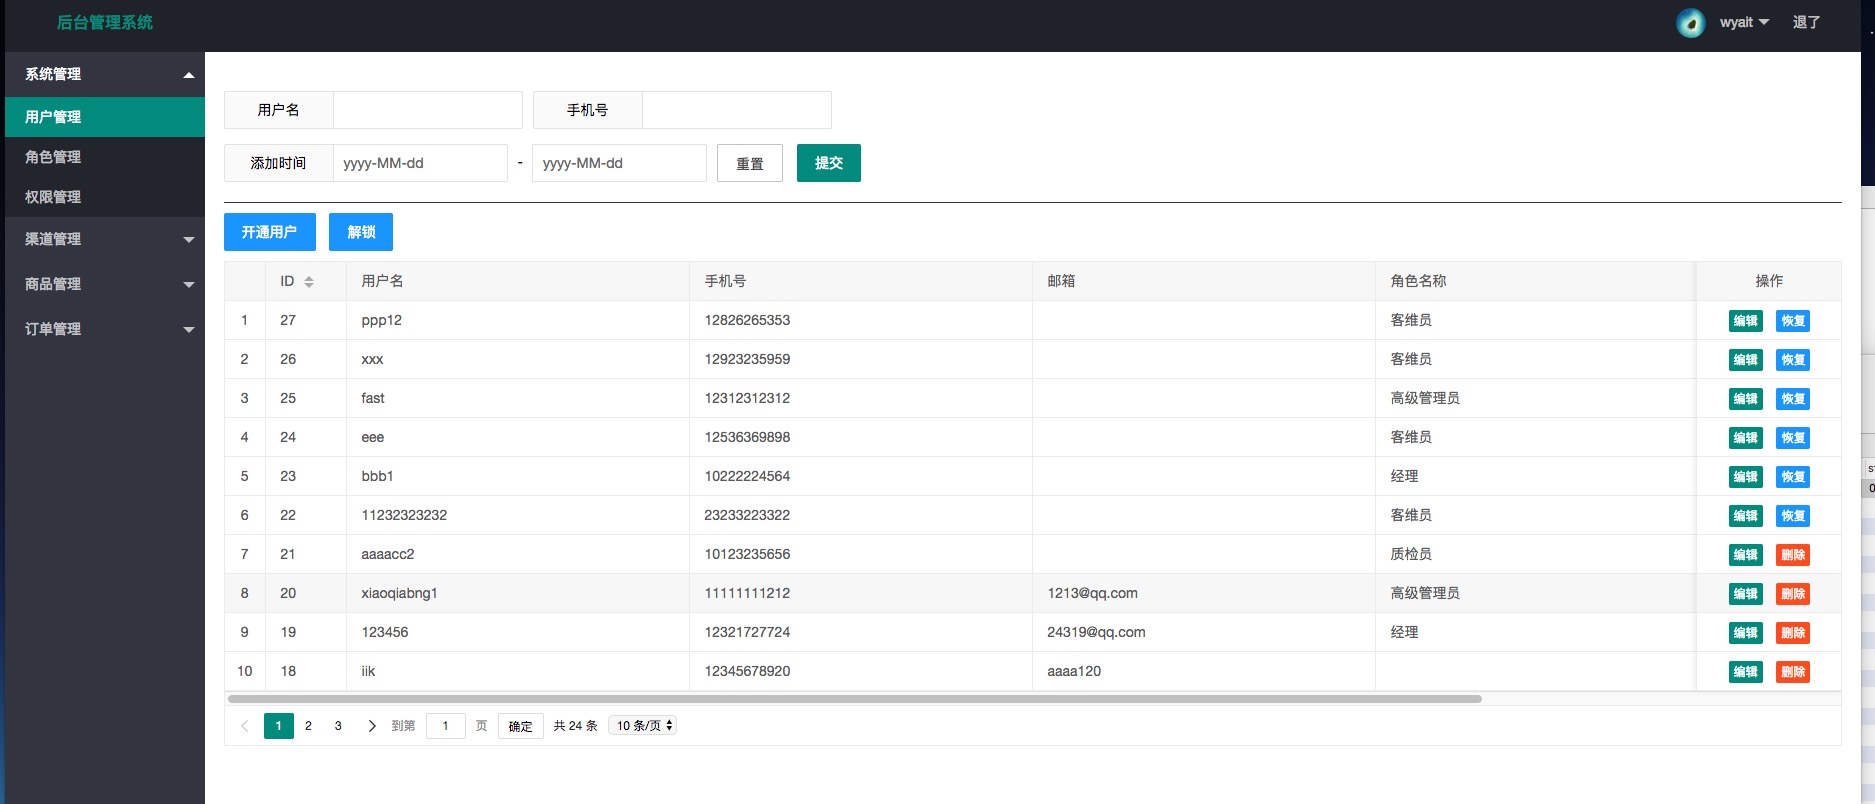 后台管理系统 wyait 退了
系统管理
用户管理
角色管理
权限管理
渠道管理
商品管理
订单管理
用户名 手机号
添加时间 yyyy-MM-dd - yyyy-MM-dd 重置 提交
开通用户 解锁
ID 用户名 手机号 邮箱 角色名称 操作
1 27 ppp12 12826265353 客维员 编辑 恢复
2 26 xxx 12923235959 客维员 编辑 恢复
3 25 fast 12312312312 高级管理员 编辑 恢复
4 24 eee 12536369898 客维员 编辑 恢复
5 23 bbb1 10222224564 经理 编辑 恢复
6 22 11232323232 23233223322 客维员 编辑 恢复
7 21 aaaacc2 10123235656 质检员 编辑 删除
8 20 xiaoqiabng1 11111111212 1213@qq.com 高级管理员 编辑 删除
9 19 123456 12321727724 24319@qq.com 经理 编辑 删除
10 18 iik 12345678920 aaaa120 编辑 删除
1 2 3 到第 1 页 确定 共 24 条 10 条/页